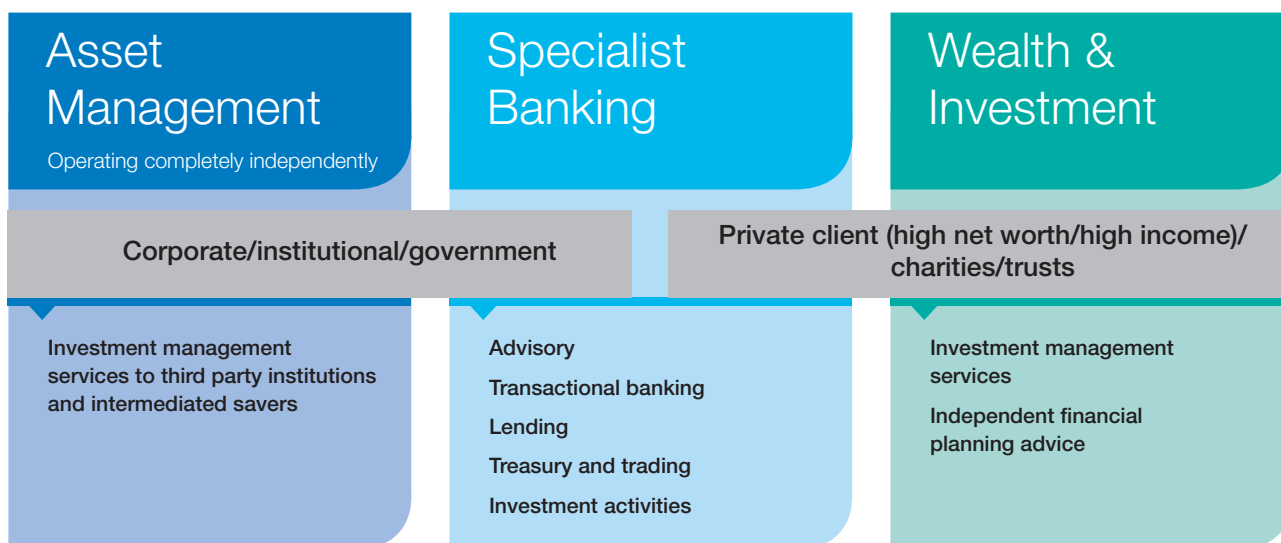 Asset
Management
Operating completely independently
Specialist
Banking
Wealth &
Investment
Corporate/institutional/government
Private client (high net worth/high income)/
charities/trusts
Investment management
services to third party institutions
and intermediated savers
Advisory
Transactional banking
Lending
Treasury and trading
Investment activities
Investment management
services
Independent financial
planning advice